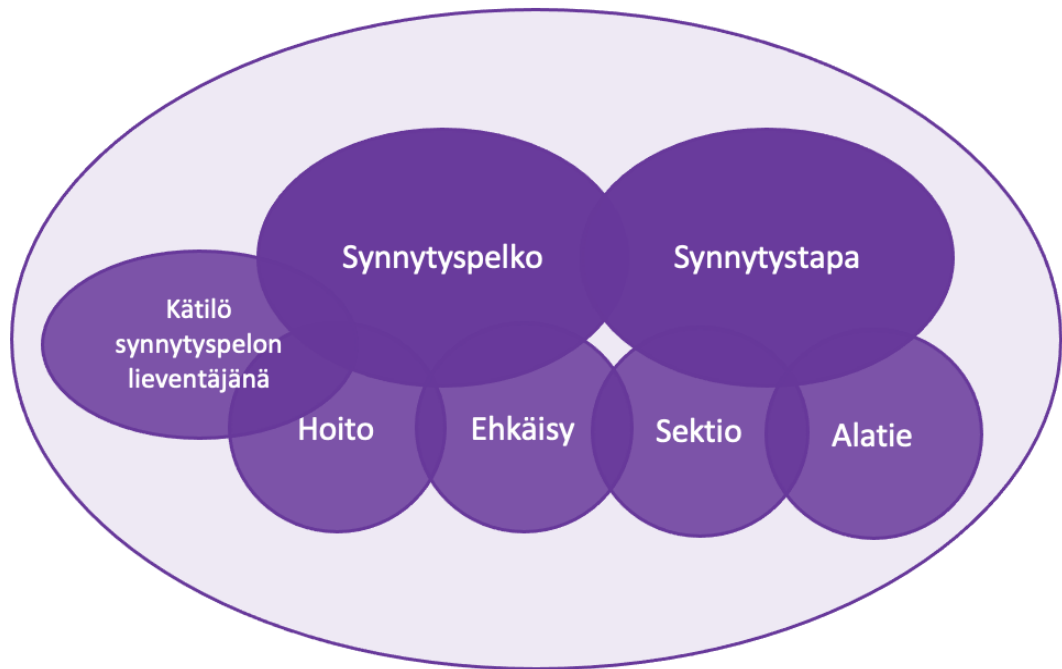 Synnytyspelko
Synnytystapa
Kätilö
synnytyspelon
lieventäjänä
Hoito
Ehkäisy
Sektio
Alatie